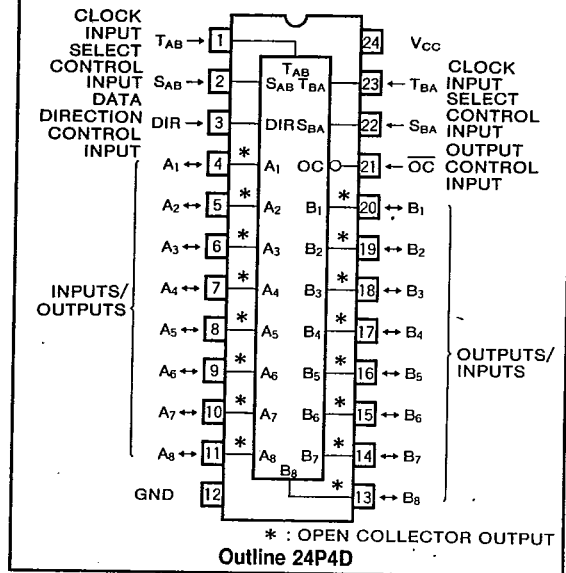 CLOCK INPUT TAB → 1
SELECT CONTROL INPUT SAB → 2
DATA DIRECTION CONTROL INPUT DIR → 3
A1 ↔ 4
A2 ↔ 5
A3 ↔ 6
A4 ↔ 7
A5 ↔ 8
A6 ↔ 9
A7 ↔ 10
A8 ↔ 11
GND 12
INPUTS/
OUTPUTS
TAB
SAB TBA
DIR SBA
* A1 OC
* A2 B1 *
* A3 B2 *
* A4 B3 *
* A5 B4 *
* A6 B5 *
* A7 B6 *
* A8 B7 *
B8 *
24 VCC
23 ← TBA CLOCK INPUT
22 ← SBA SELECT CONTROL INPUT
21 ← O̅C̅ OUTPUT CONTROL INPUT
20 ↔ B1
19 ↔ B2
18 ↔ B3
17 ↔ B4
16 ↔ B5
15 ↔ B6
14 ↔ B7
13 ↔ B8
OUTPUTS/
INPUTS
* : OPEN COLLECTOR OUTPUT
Outline 24P4D